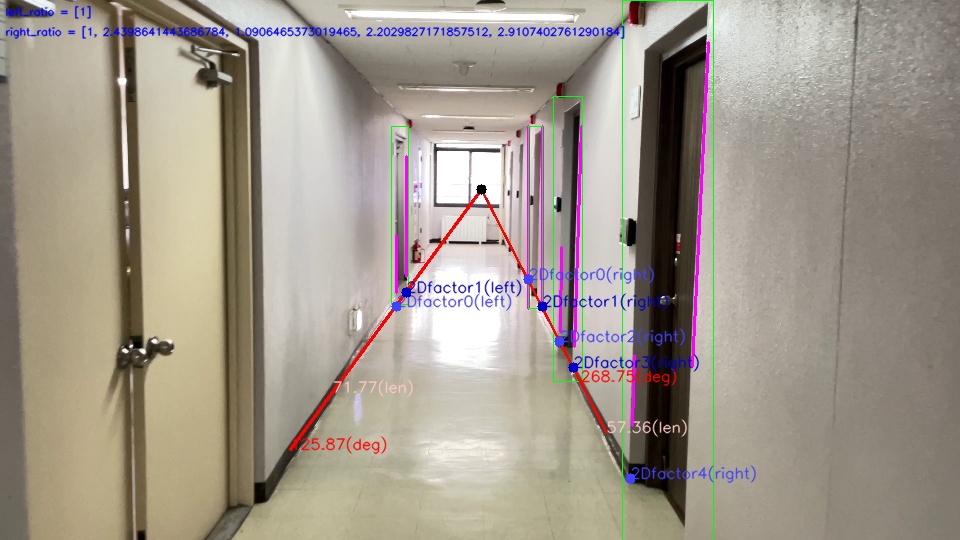 left_ratio = [1]
right_ratio = [1, 2.4398641443686784, 1.0906465373019465, 2.2029827171857512, 2.9107402761290184]
2Dfactor0(right)
2Dfactor1(left)
2Dfactor0(left)
2Dfactor1(right)
2Dfactor2(right)
2Dfactor3(right)
268.75(deg)
71.77(len)
57.36(len)
25.87(deg)
2Dfactor4(right)